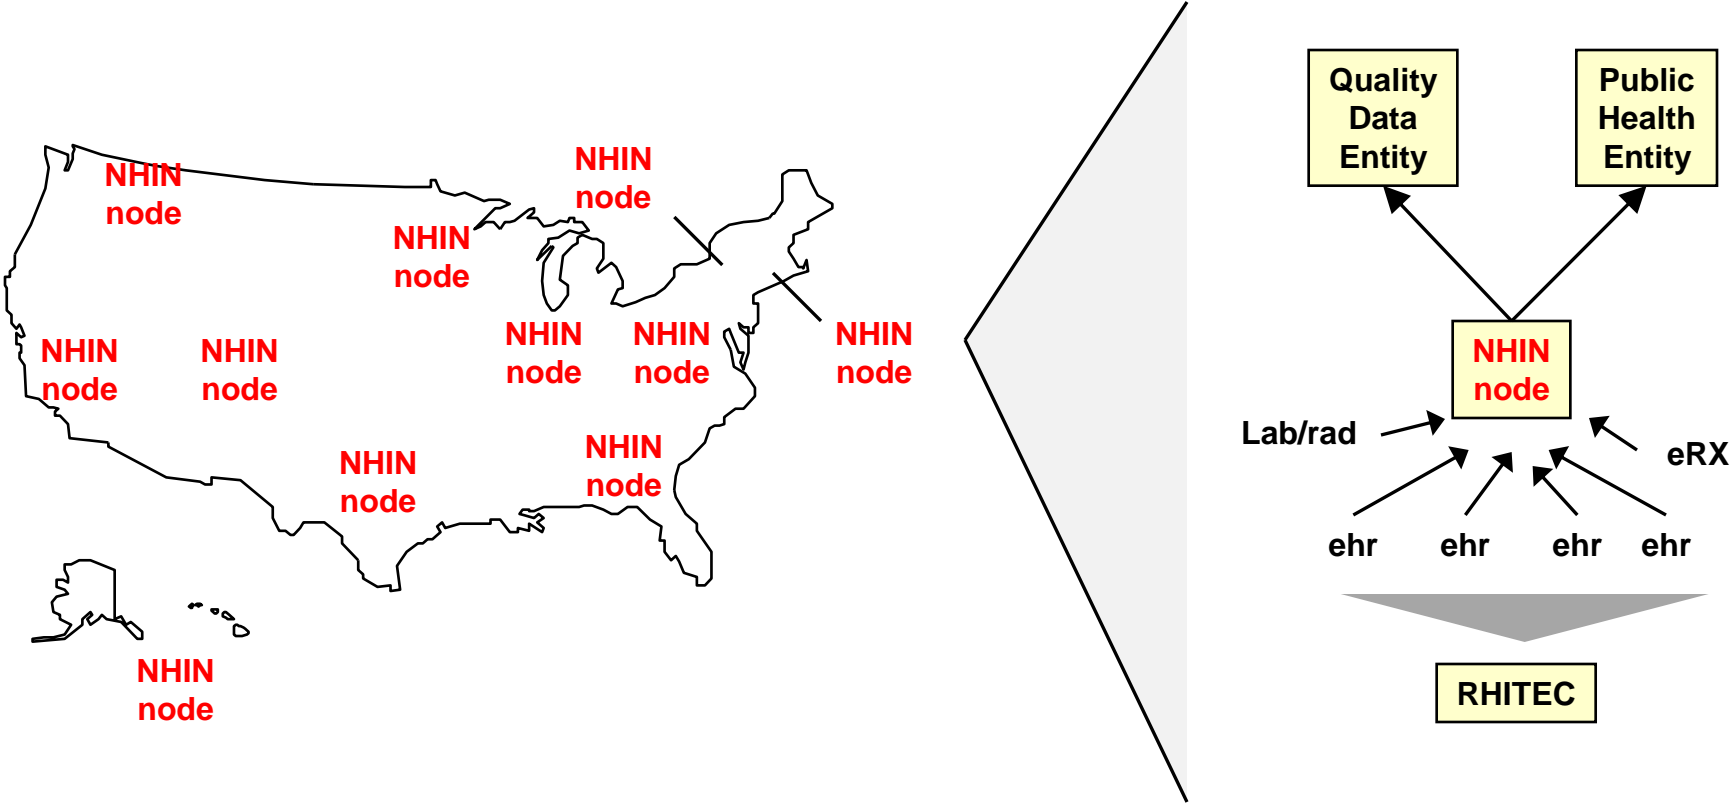 NHIN
node
NHIN
node
NHIN
node
NHIN
node
NHIN
node
NHIN
node
NHIN
node
NHIN
node
NHIN
node
NHIN
node
NHIN
node
Quality
Data
Entity
Public
Health
Entity
NHIN
node
Lab/rad
eRX
ehr
ehr
ehr
ehr
RHITEC